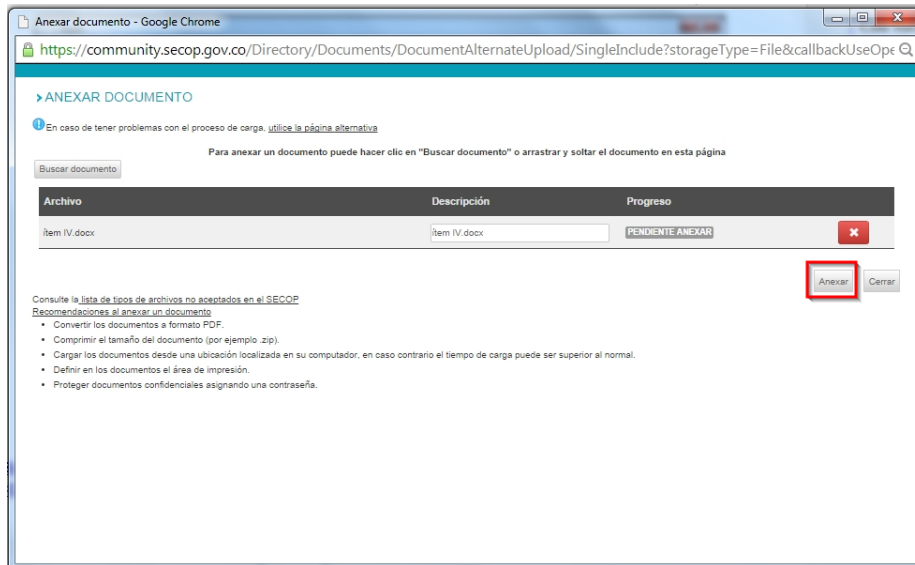 Anexar documento - Google Chrome
https://community.secop.gov.co/Directory/Documents/DocumentAlternateUpload/SingleInclude?storageType=File&callbackUseOpe
ANEXAR DOCUMENTO
En caso de tener problemas con el proceso de carga, utilice la página alternativa
Para anexar un documento puede hacer clic en "Buscar documento" o arrastrar y soltar el documento en esta página
Buscar documento
Archivo Descripción Progreso
ítem IV.docx ítem IV.docx PENDIENTE ANEXAR
Anexar Cerrar
Consulte la lista de tipos de archivos no aceptados en el SECOP
Recomendaciones al anexar un documento
• Convertir los documentos a formato PDF.
• Comprimir el tamaño del documento (por ejemplo .zip).
• Cargar los documentos desde una ubicación localizada en su computador, en caso contrario el tiempo de carga puede ser superior al normal.
• Definir en los documentos el área de impresión.
• Proteger documentos confidenciales asignando una contraseña.